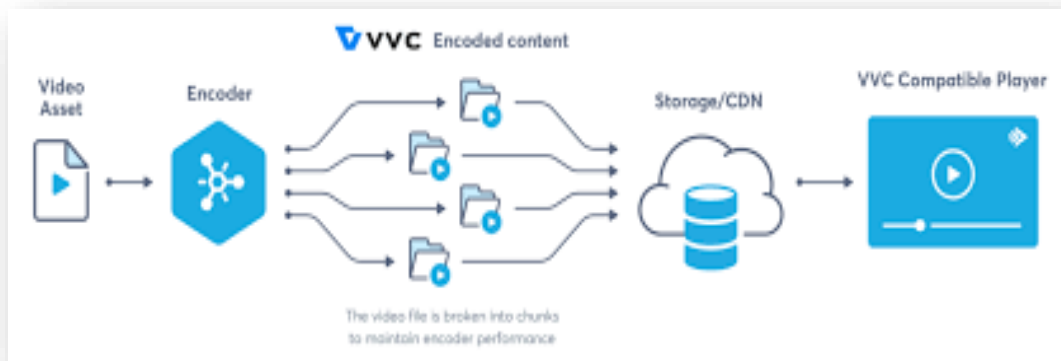 VVC Encoded content
Video
Asset
Encoder
Storage/CDN
VVC Compatible Player
The video file is broken into chunks
to maintain encoder performance